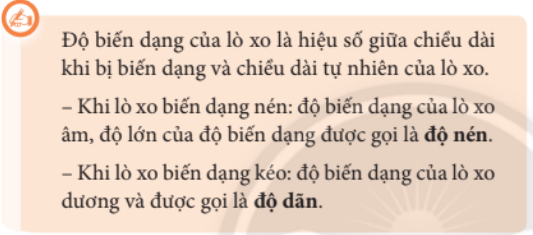 Độ biến dạng của lò xo là hiệu số giữa chiều dài
khi bị biến dạng và chiều dài tự nhiên của lò xo.
– Khi lò xo biến dạng nén: độ biến dạng của lò xo
âm, độ lớn của độ biến dạng được gọi là độ nén.
– Khi lò xo biến dạng kéo: độ biến dạng của lò xo
dương và được gọi là độ dãn.